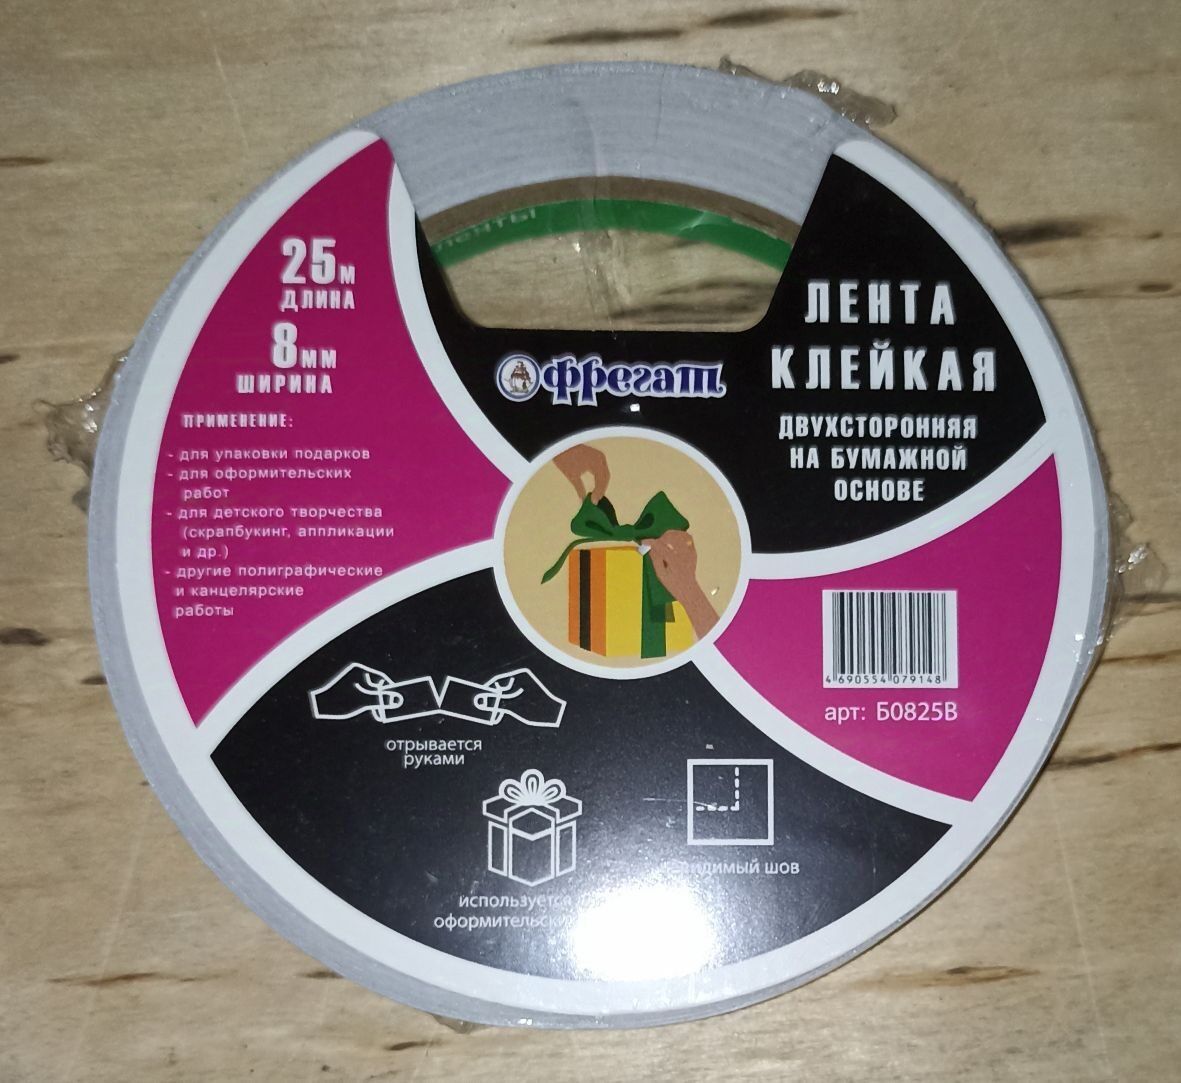 ленты
25м
ДЛИНА
8мм
ШИРИНА
ПРИМЕНЕНИЕ:
- для упаковки подарков
- для оформительских
работ
- для детского творчества
(скрапбукинг, аппликации
и др.)
- другие полиграфические
и канцелярские
работы
фрегат
ЛЕНТА
КЛЕЙКАЯ
ДВУХСТОРОННЯЯ
НА БУМАЖНОЙ
ОСНОВЕ
4 690554 079148
арт: Б0825В
отрывается
руками
используется
оформительск
видимый шов